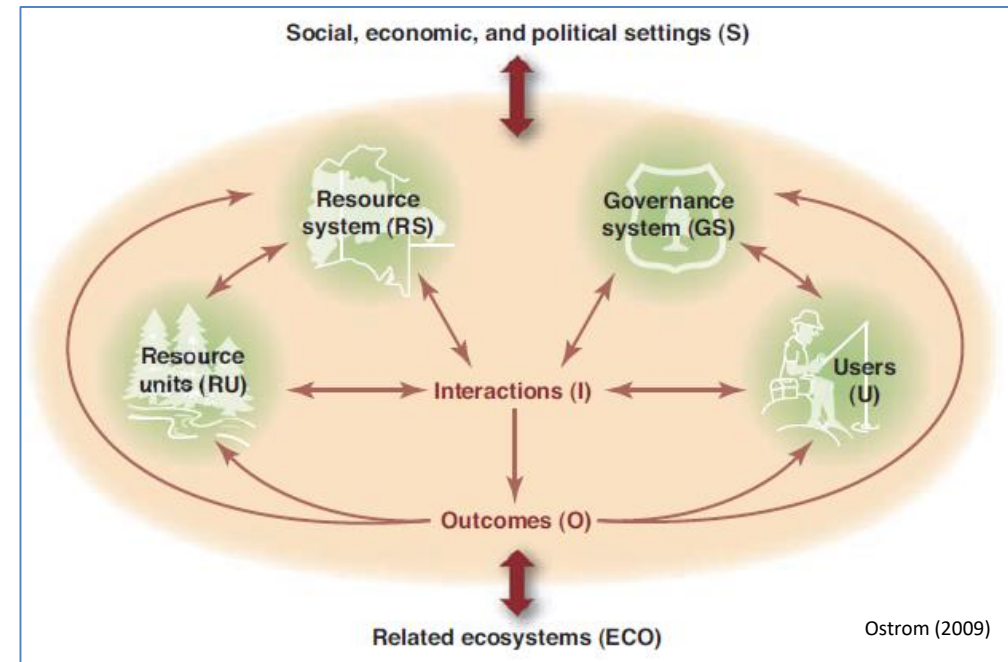 Social, economic, and political settings (S)
Resource
system (RS)
Governance
system (GS)
Resource
units (RU)
Users
(U)
Interactions (I)
Outcomes (O)
Related ecosystems (ECO)
Ostrom (2009)